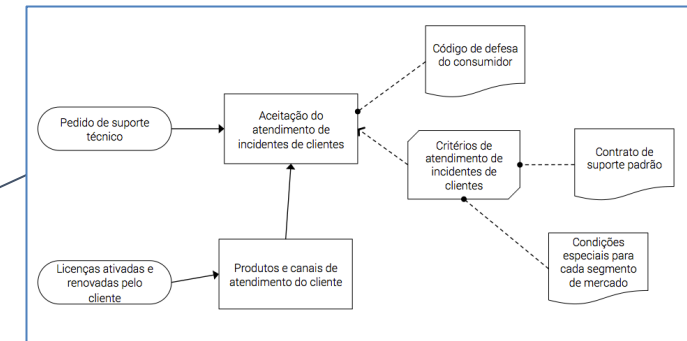 Código de defesa
do consumidor
Pedido de suporte
técnico
Aceitação do
atendimento de
incidentes de clientes
Critérios de
atendimento de
incidentes de
clientes
Contrato de
suporte padrão
Licenças ativadas e
renovadas pelo
cliente
Produtos e canais de
atendimento do cliente
Condições
especiais para
cada segmento
de mercado